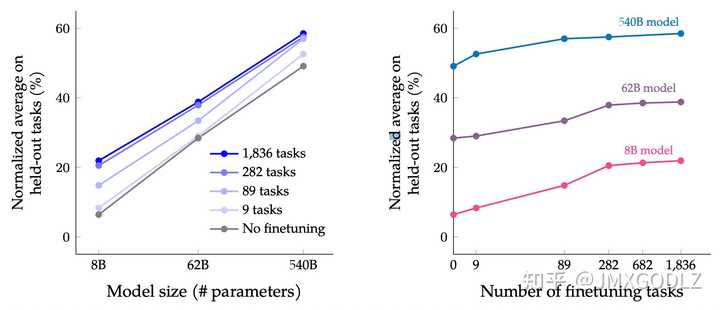 Normalized average on
held-out tasks (%)
60
40
20
0
1,836 tasks
282 tasks
89 tasks
9 tasks
No finetuning
8B
62B
540B
Model size (# parameters)
Normalized average on
held-out tasks (%)
60
40
20
0
540B model
62B model
8B model
0 9 89 282 682 1,836
Number of finetuning tasks
知乎 @JMXGODLZ